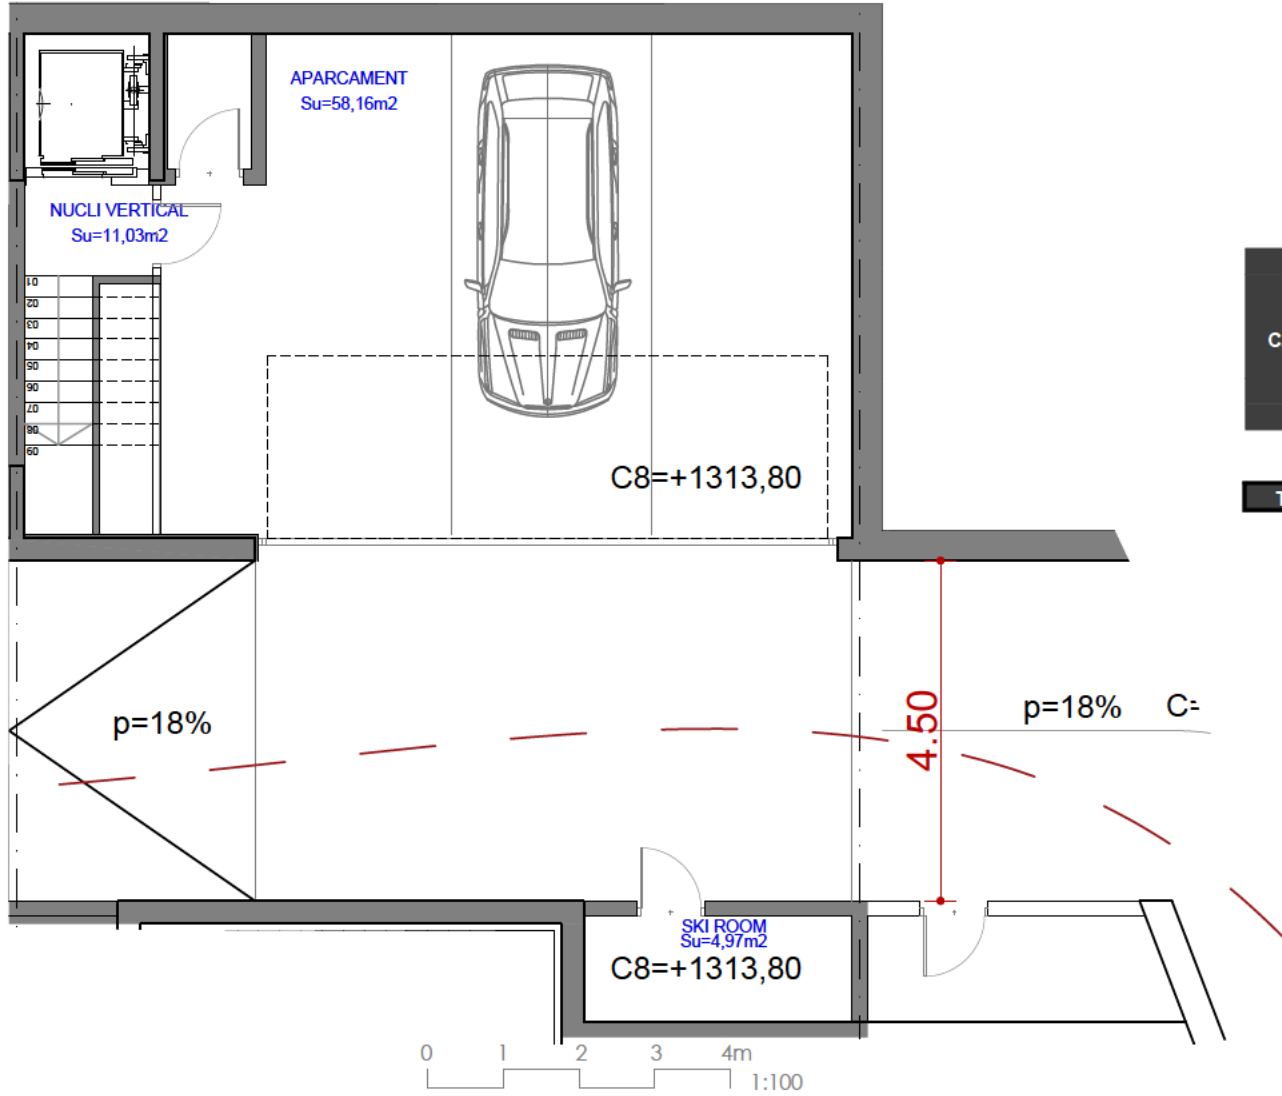 APARCAMENT
Su=58,16m2
NUCLI VERTICAL
Su=11,03m2
01
02
03
04
05
06
07
08
09
C8=+1313,80
p=18%
4.50
p=18%
C=
SKI ROOM
Su=4,97m2
C8=+1313,80
0 1 2 3 4m
1:100
C
T